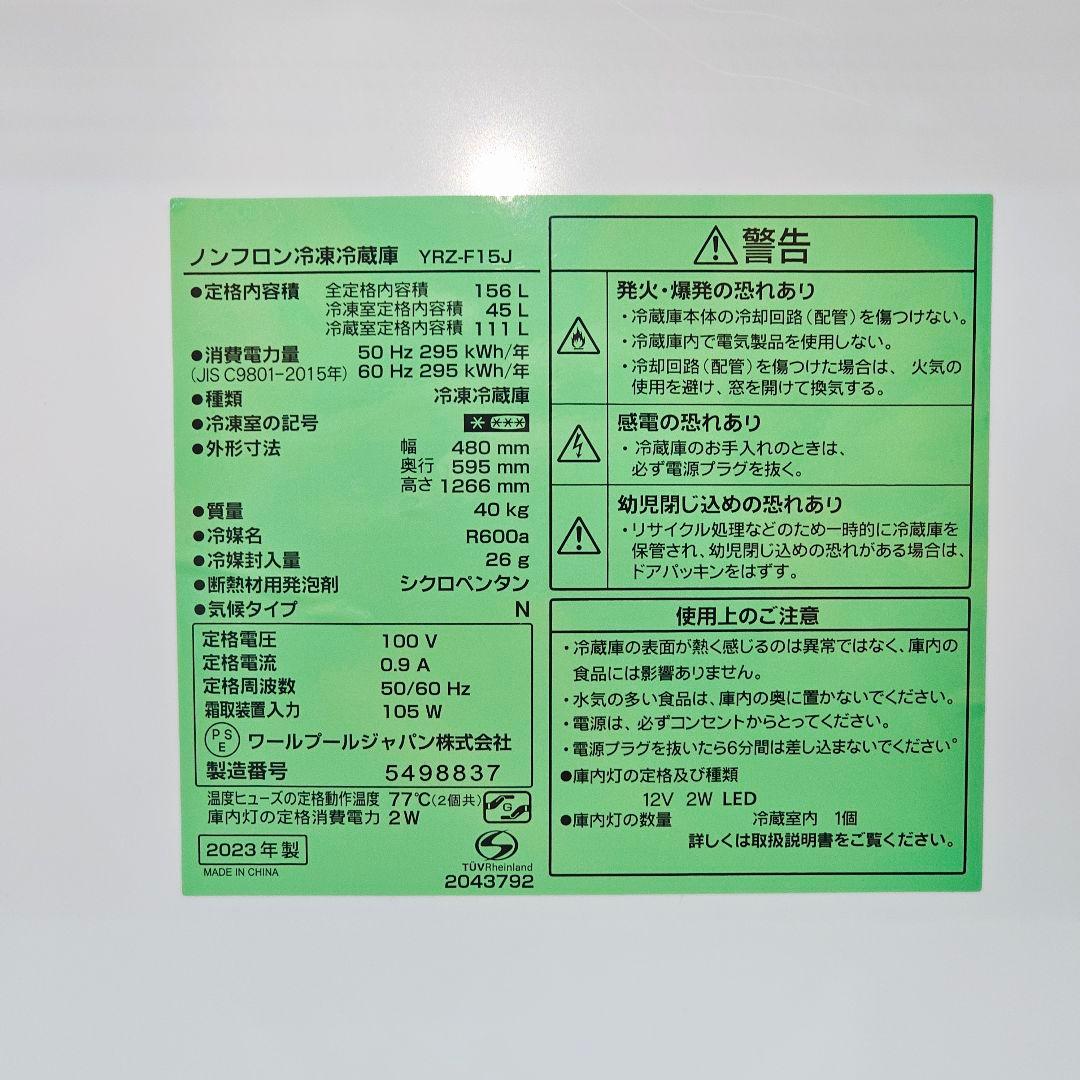 ノンフロン冷凍冷蔵庫 YRZ-F15J
●定格内容積 全定格内容積 156 L
冷凍室定格内容積 45 L
冷蔵室定格内容積 111 L
●消費電力量 50 Hz 295 kWh/年
(JIS C9801-2015年) 60 Hz 295 kWh/年
●種類 冷凍冷蔵庫
●冷凍室の記号 * ***
●外形寸法 幅 480 mm
奥行 595 mm
高さ 1266 mm
●質量 40 kg
●冷媒名 R600a
●冷媒封入量 26 g
●断熱材用発泡剤 シクロペンタン
●気候タイプ N
定格電圧 100 V
定格電流 0.9 A
定格周波数 50/60 Hz
霜取装置入力 105 W
PSE ワールプールジャパン株式会社
製造番号 5498837
温度ヒューズの定格動作温度 77℃(2個共)
G
庫内灯の定格消費電力 2W
2023年製
MADE IN CHINA
TÜVRheinland
2043792
警告
発火・爆発の恐れあり
・冷蔵庫本体の冷却回路(配管)を傷つけない。
・冷蔵庫内で電気製品を使用しない。
・冷却回路(配管)を傷つけた場合は、火気の
使用を避け、窓を開けて換気する。
感電の恐れあり
・冷蔵庫のお手入れのときは、
必ず電源プラグを抜く。
幼児閉じ込めの恐れあり
・リサイクル処理などのため一時的に冷蔵庫を
保管され、幼児閉じ込めの恐れがある場合は、
ドアパッキンをはずす。
使用上のご注意
・冷蔵庫の表面が熱く感じるのは異常ではなく、庫内の
食品には影響ありません。
・水気の多い食品は、庫内の奥に置かないでください。
・電源は、必ずコンセントからとってください。
・電源プラグを抜いたら6分間は差し込まないでください。
●庫内灯の定格及び種類
12V 2W LED
●庫内灯の数量 冷蔵室内 1個
詳しくは取扱説明書をご覧ください。